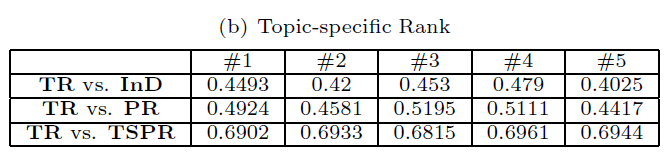 (b) Topic-specific Rank
#1 #2 #3 #4 #5
TR vs. InD 0.4493 0.42 0.453 0.479 0.4025
TR vs. PR 0.4924 0.4581 0.5195 0.5111 0.4417
TR vs. TSPR 0.6902 0.6933 0.6815 0.6961 0.6944